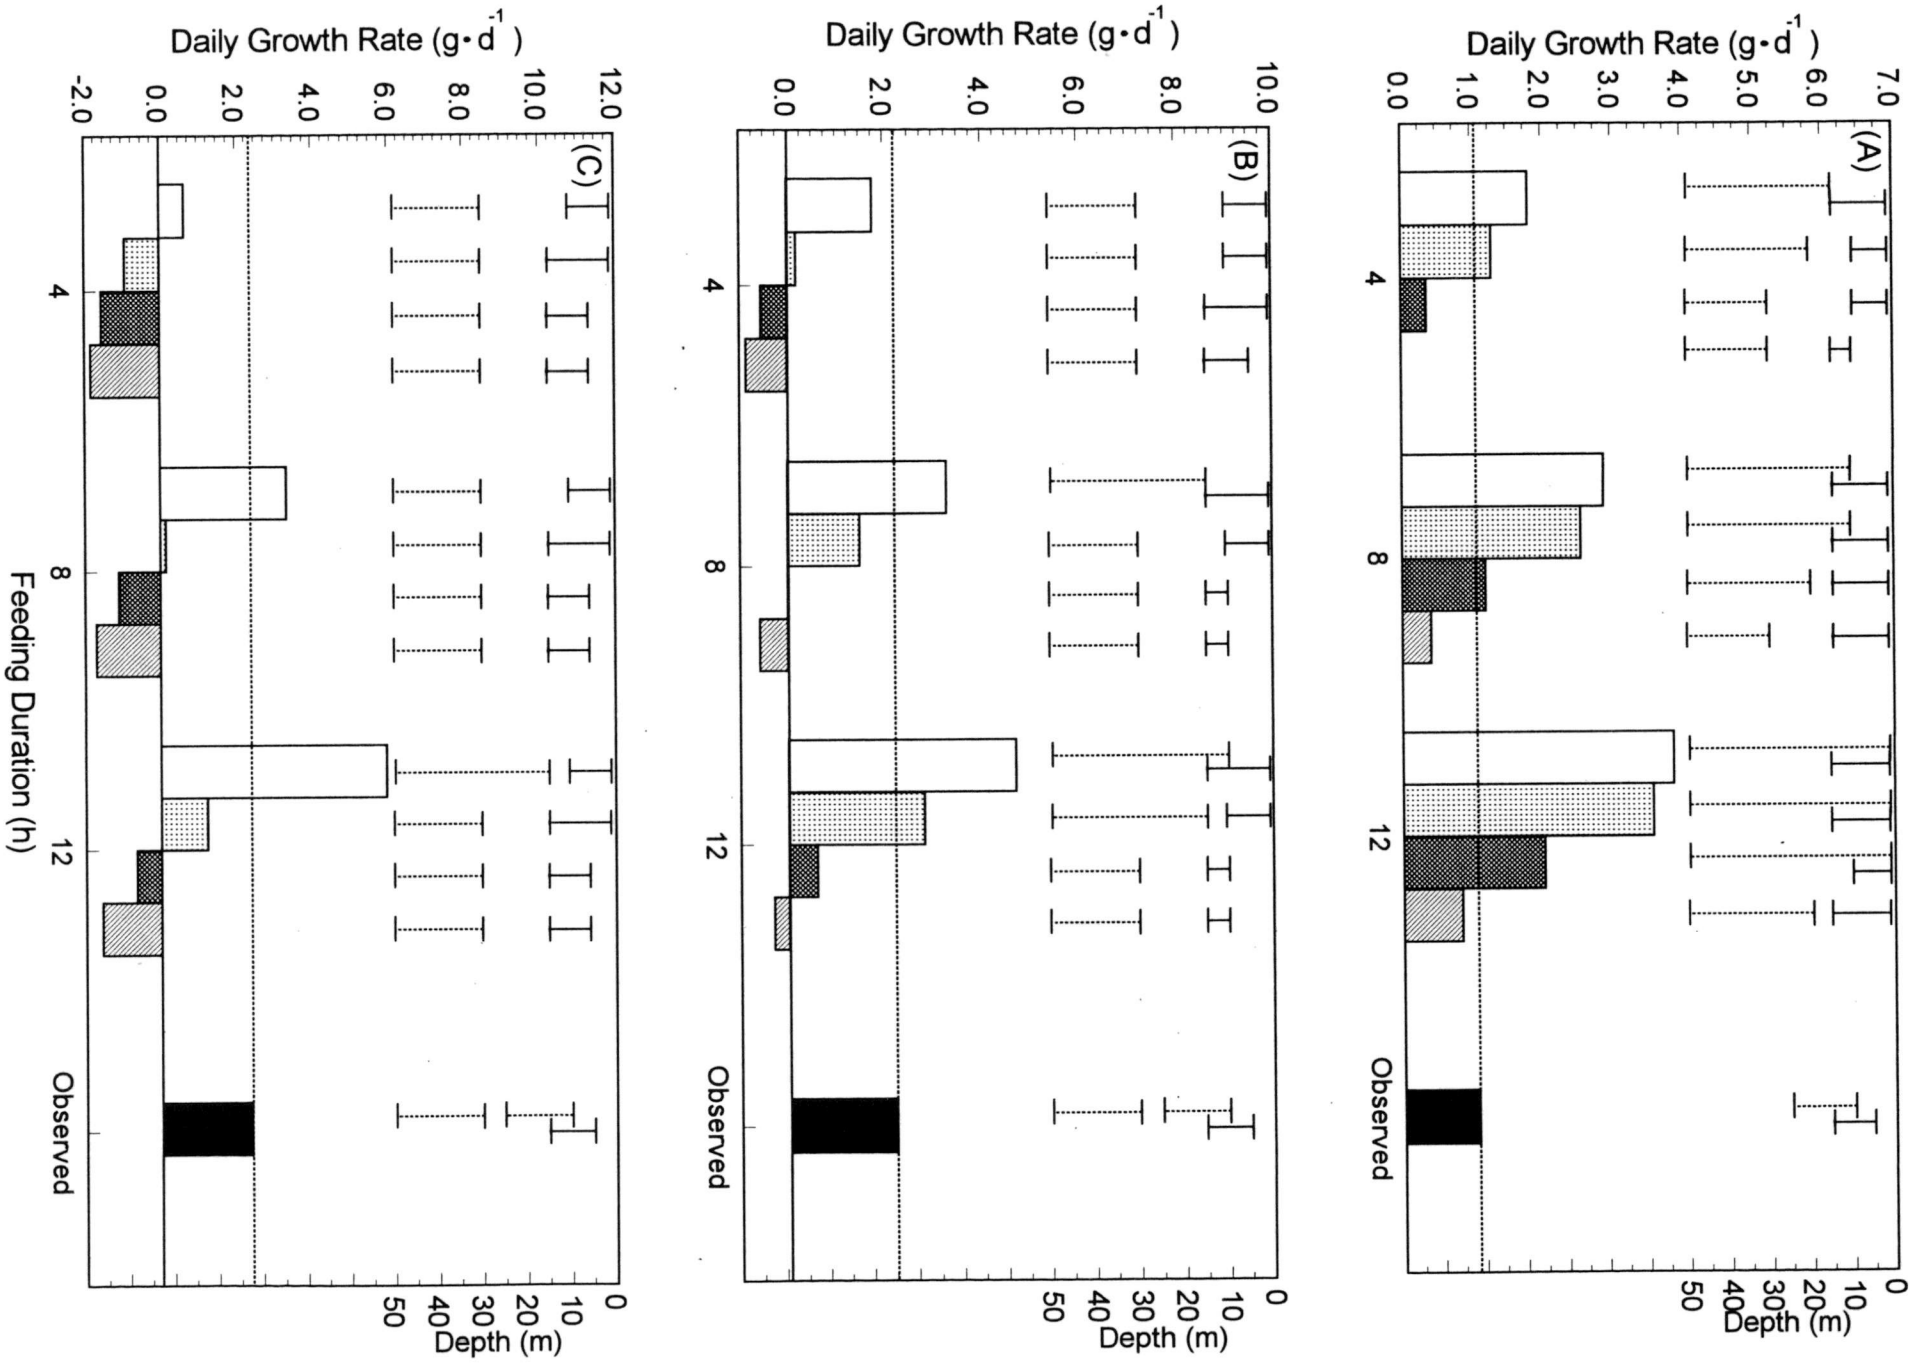 (A)
Daily Growth Rate (g·d⁻¹)
0.0 1.0 2.0 3.0 4.0 5.0 6.0 7.0
4 8 12 Observed
0 10 20 30 40 50
Depth (m)
(B)
Daily Growth Rate (g·d⁻¹)
0.0 2.0 4.0 6.0 8.0 10.0
4 8 12 Observed
0 10 20 30 40 50
Depth (m)
(C)
Daily Growth Rate (g·d⁻¹)
-2.0 0.0 2.0 4.0 6.0 8.0 10.0 12.0
4 8 12 Observed
0 10 20 30 40 50
Depth (m)
Feeding Duration (h)